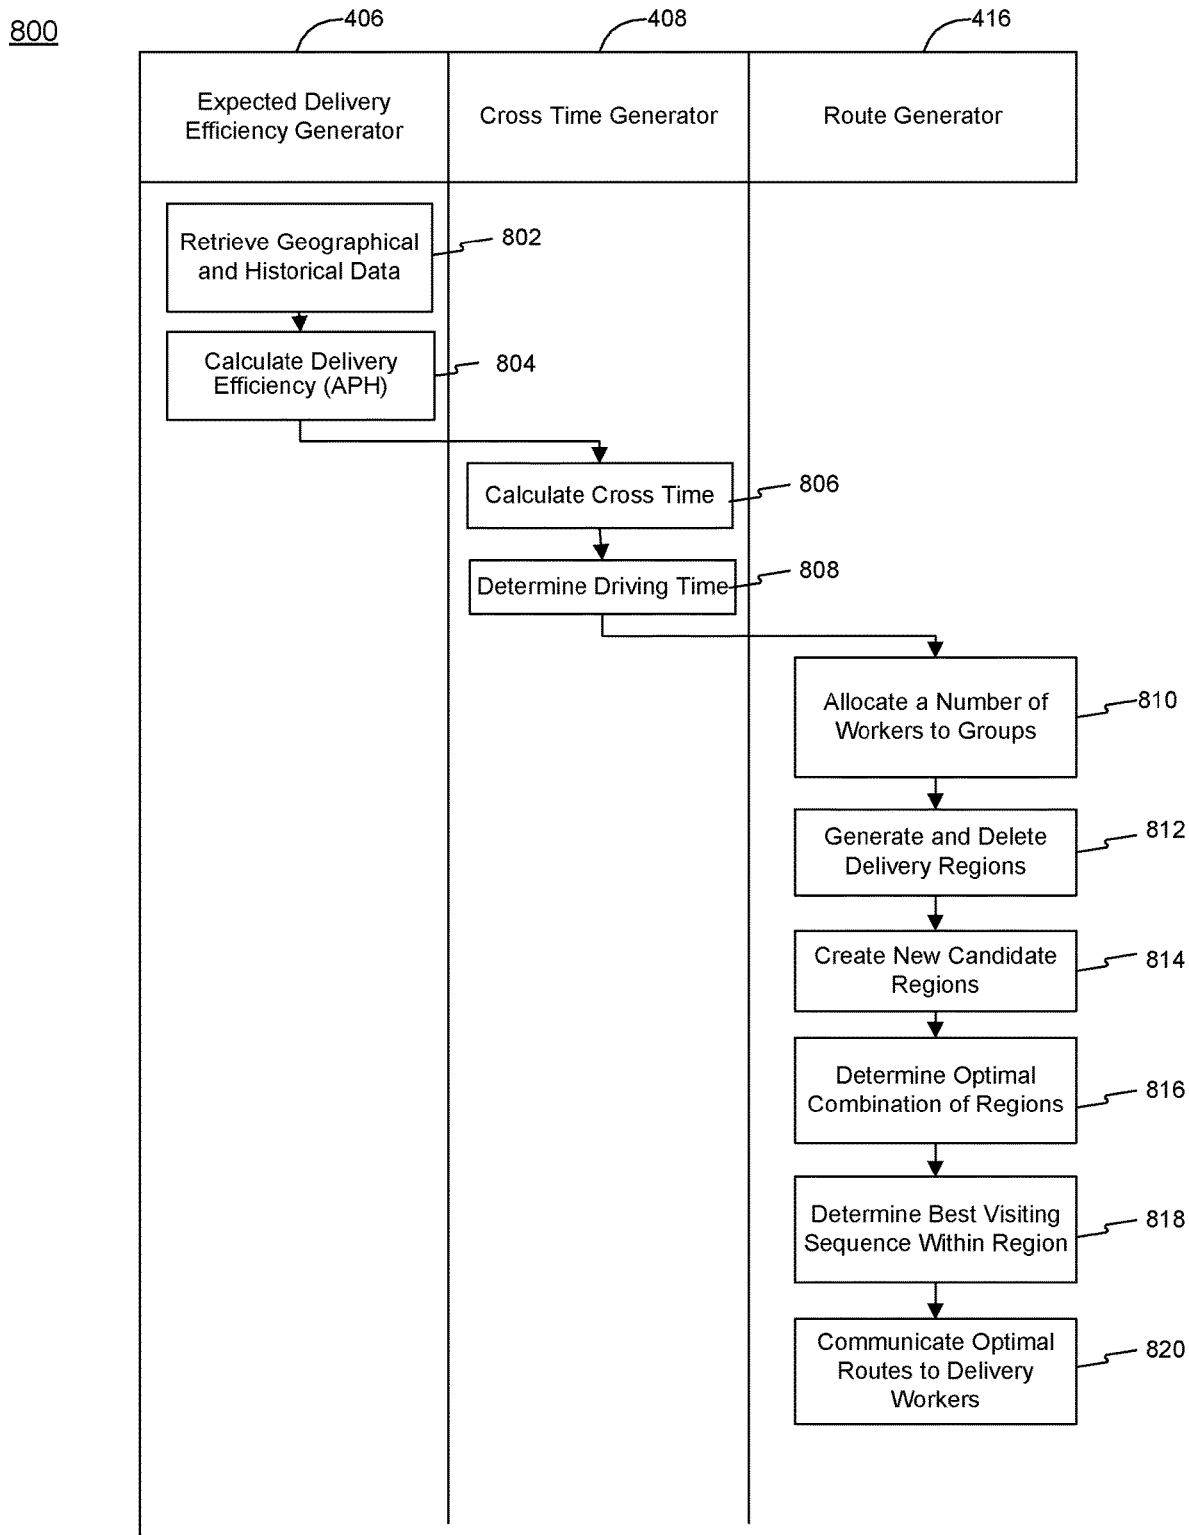 800
406
408
416
Expected Delivery
Efficiency Generator
Cross Time Generator
Route Generator
Retrieve Geographical
and Historical Data
802
Calculate Delivery
Efficiency (APH)
804
Calculate Cross Time
806
Determine Driving Time
808
Allocate a Number of
Workers to Groups
810
Generate and Delete
Delivery Regions
812
Create New Candidate
Regions
814
Determine Optimal
Combination of Regions
816
Determine Best Visiting
Sequence Within Region
818
Communicate Optimal
Routes to Delivery
Workers
820